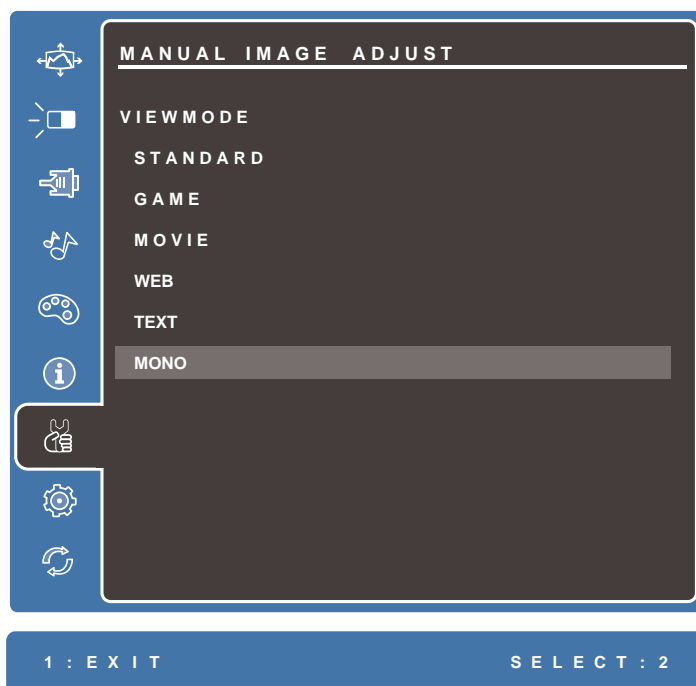 MANUAL IMAGE ADJUST
VIEWMODE
STANDARD
GAME
MOVIE
WEB
TEXT
MONO
1:EXIT SELECT:2